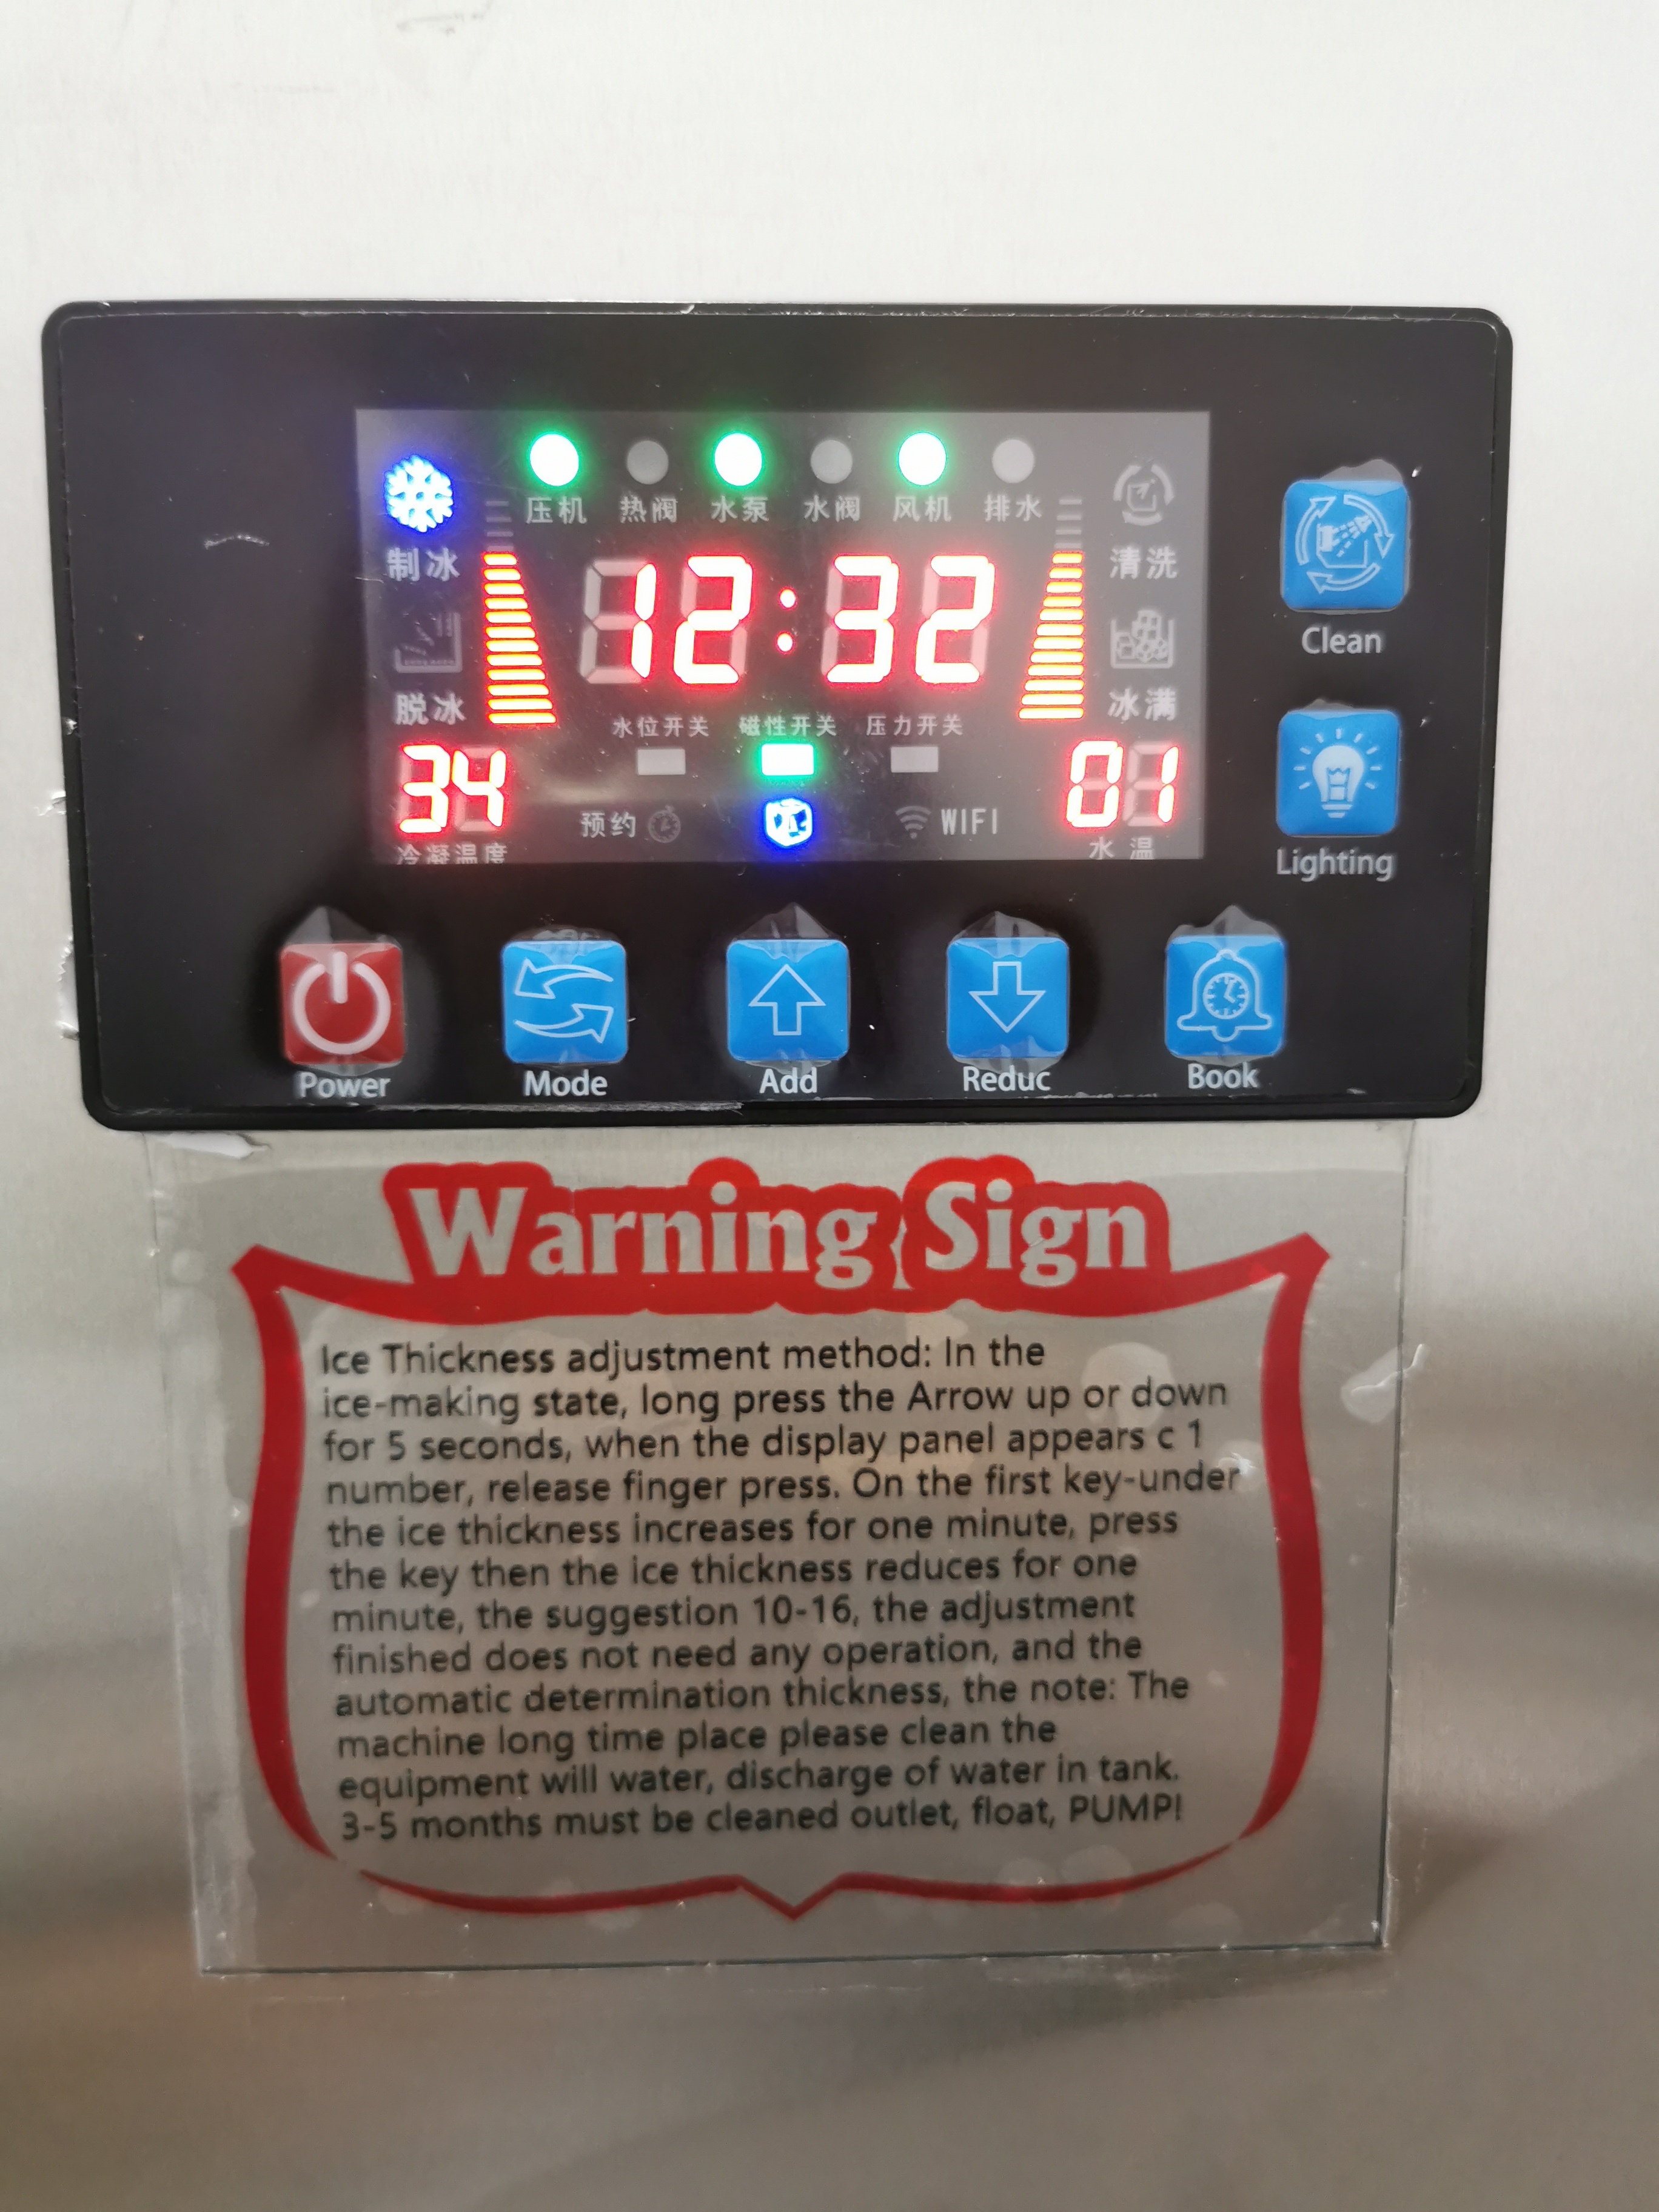 压机 热阀 水泵 水阀 风机 排水
制冰
清洗
12:32
脱冰
冰满
水位开关 磁性开关 压力开关
34
01
预约
WIFI
冷凝温度
水温
Clean
Lighting
Power
Mode
Add
Reduc
Book
Warning Sign
Ice Thickness adjustment method: In the
ice-making state, long press the Arrow up or down
for 5 seconds, when the display panel appears c 1
number, release finger press. On the first key-under
the ice thickness increases for one minute, press
the key then the ice thickness reduces for one
minute, the suggestion 10-16, the adjustment
finished does not need any operation, and the
automatic determination thickness, the note: The
machine long time place please clean the
equipment will water, discharge of water in tank.
3-5 months must be cleaned outlet, float, PUMP!